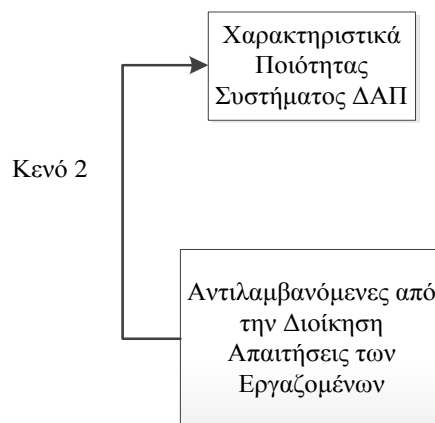 Χαρακτηριστικά
Ποιότητας
Συστήματος ΔΑΠ
Κενό 2
Αντιλαμβανόμενες από
την Διοίκηση
Απαιτήσεις των
Εργαζομένων